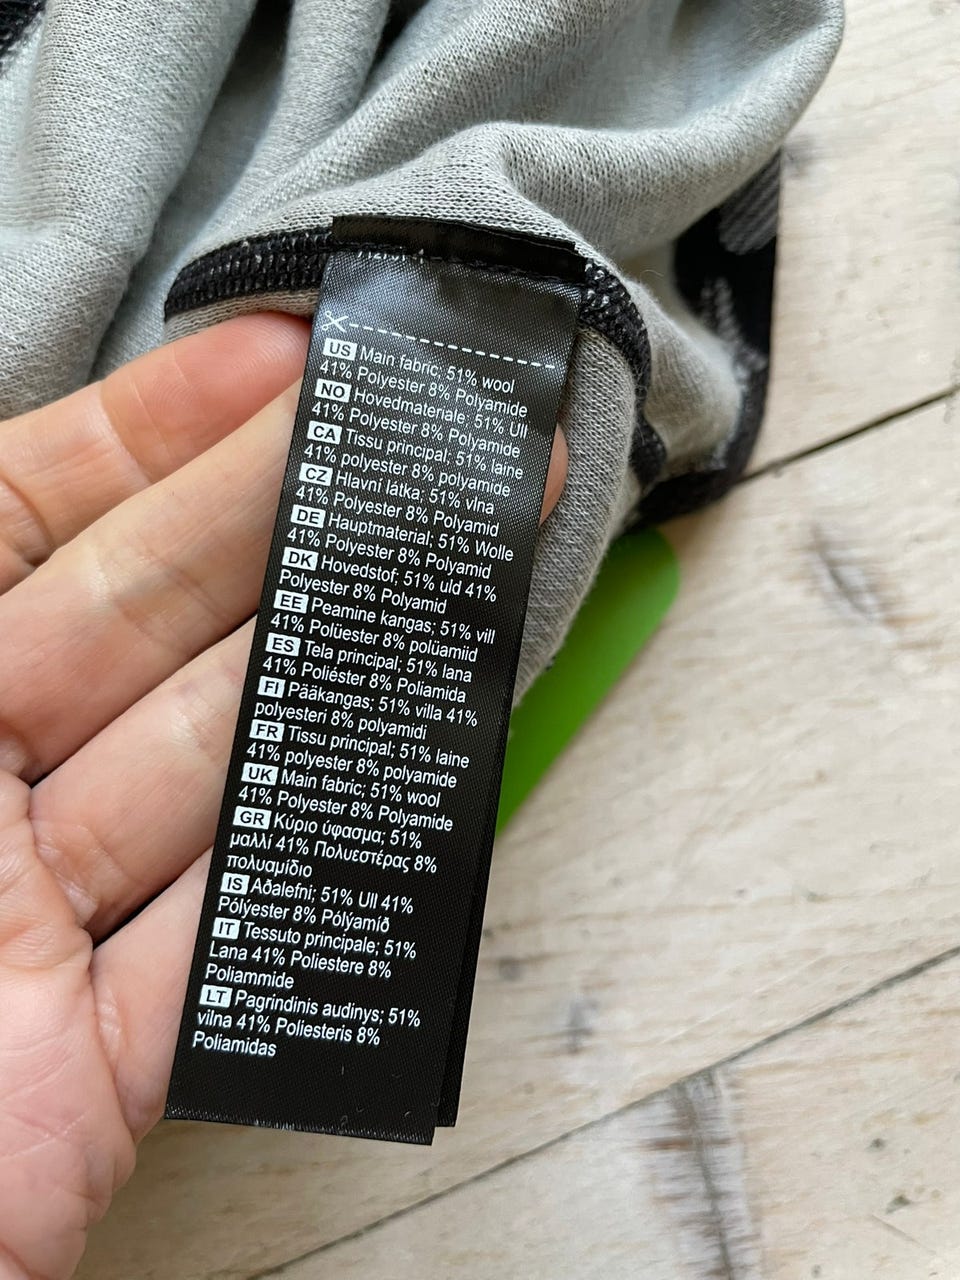 US Main fabric; 51% wool
41% Polyester 8% Polyamide
NO Hovedmateriale; 51% Ull
41% Polyester 8% Polyamide
CA Tissu principal; 51% laine
41% polyester 8% polyamide
CZ Hlavní látka; 51% vlna
41% Polyester 8% Polyamid
DE Hauptmaterial; 51% Wolle
41% Polyester 8% Polyamid
DK Hovedstof; 51% uld 41%
Polyester 8% Polyamid
EE Peamine kangas; 51% vill
41% Polüester 8% polüamiid
ES Tela principal; 51% lana
41% Poliéster 8% Poliamida
FI Pääkangas; 51% villa 41%
polyesteri 8% polyamidi
FR Tissu principal; 51% laine
41% polyester 8% polyamide
UK Main fabric; 51% wool
41% Polyester 8% Polyamide
GR Κύριο ύφασμα; 51%
μαλλί 41% Πολυεστέρας 8%
πολυαμίδιο
IS Aðalefni; 51% Ull 41%
Pólýester 8% Pólýamíð
IT Tessuto principale; 51%
Lana 41% Poliestere 8%
Poliammide
LT Pagrindinis audinys; 51%
vilna 41% Poliesteris 8%
Poliamidas